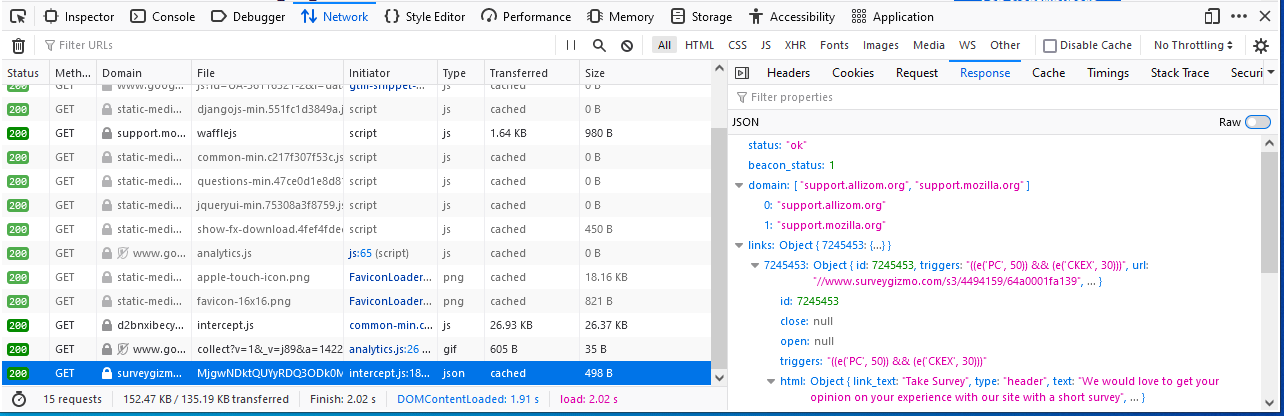 Inspector Console Debugger Network Style Editor Performance Memory Storage Accessibility Application
Filter URLs All HTML CSS JS XHR Fonts Images Media WS Other Disable Cache No Throttling
Status Meth... Domain File Initiator Type Transferred Size
200 GET js cached 0 B
200 GET static-medi... djangojs-min.551fc1d3849a.j script js cached 0 B
200 GET support.mo... wafflejs script js 1.64 KB 980 B
200 GET static-medi... common-min.c217f307f53c.js script js cached 0 B
200 GET static-medi... questions-min.47ce0d1e8d8 script js cached 0 B
200 GET static-medi... jqueryui-min.75308a3f8759.js script js cached 0 B
200 GET static-medi... show-fx-download.4fef4fdec script js cached 450 B
200 GET www.go... analytics.js js:65 (script) js cached 0 B
200 GET static-medi... apple-touch-icon.png FaviconLoader... png cached 18.16 KB
200 GET static-medi... favicon-16x16.png FaviconLoader... png cached 821 B
200 GET d2bnxibecy... intercept.js common-min.c... js 26.93 KB 26.37 KB
200 GET www.go... collect?v=1&_v=j89&a=1422 analytics.js:26 ... gif 605 B 35 B
200 GET surveygizm... MjgwNDktQUYyRDQ3ODk0M intercept.js:18... json cached 498 B
15 requests 152.47 KB / 135.19 KB transferred Finish: 2.02 s DOMContentLoaded: 1.91 s load: 2.02 s
Headers Cookies Request Response Cache Timings Stack Trace Securi
Filter properties
JSON Raw
status: "ok"
beacon_status: 1
domain: [ "support.allizom.org", "support.mozilla.org" ]
0: "support.allizom.org"
1: "support.mozilla.org"
links: Object { 7245453: {...} }
7245453: Object { id: 7245453, triggers: "((e('PC', 50)) && (e('CKEX', 30)))", url:
"//www.surveygizmo.com/s3/4494159/64a0001fa139", ... }
id: 7245453
close: null
open: null
triggers: "((e('PC', 50)) && (e('CKEX', 30)))"
html: Object { link_text: "Take Survey", type: "header", text: "We would love to get your
opinion on your experience with our site with a short survey", ... }